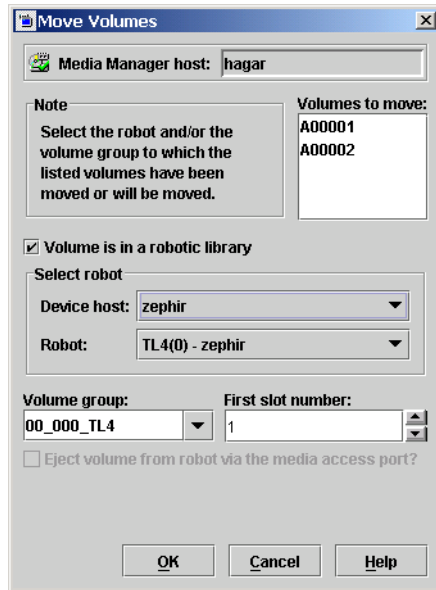 Move Volumes
Media Manager host: hagar
Note
Select the robot and/or the
volume group to which the
listed volumes have been
moved or will be moved.
Volumes to move:
A00001
A00002
Volume is in a robotic library
Select robot
Device host: zephir
Robot: TL4(0) - zephir
Volume group:
00_000_TL4
First slot number:
1
Eject volume from robot via the media access port?
OK Cancel Help